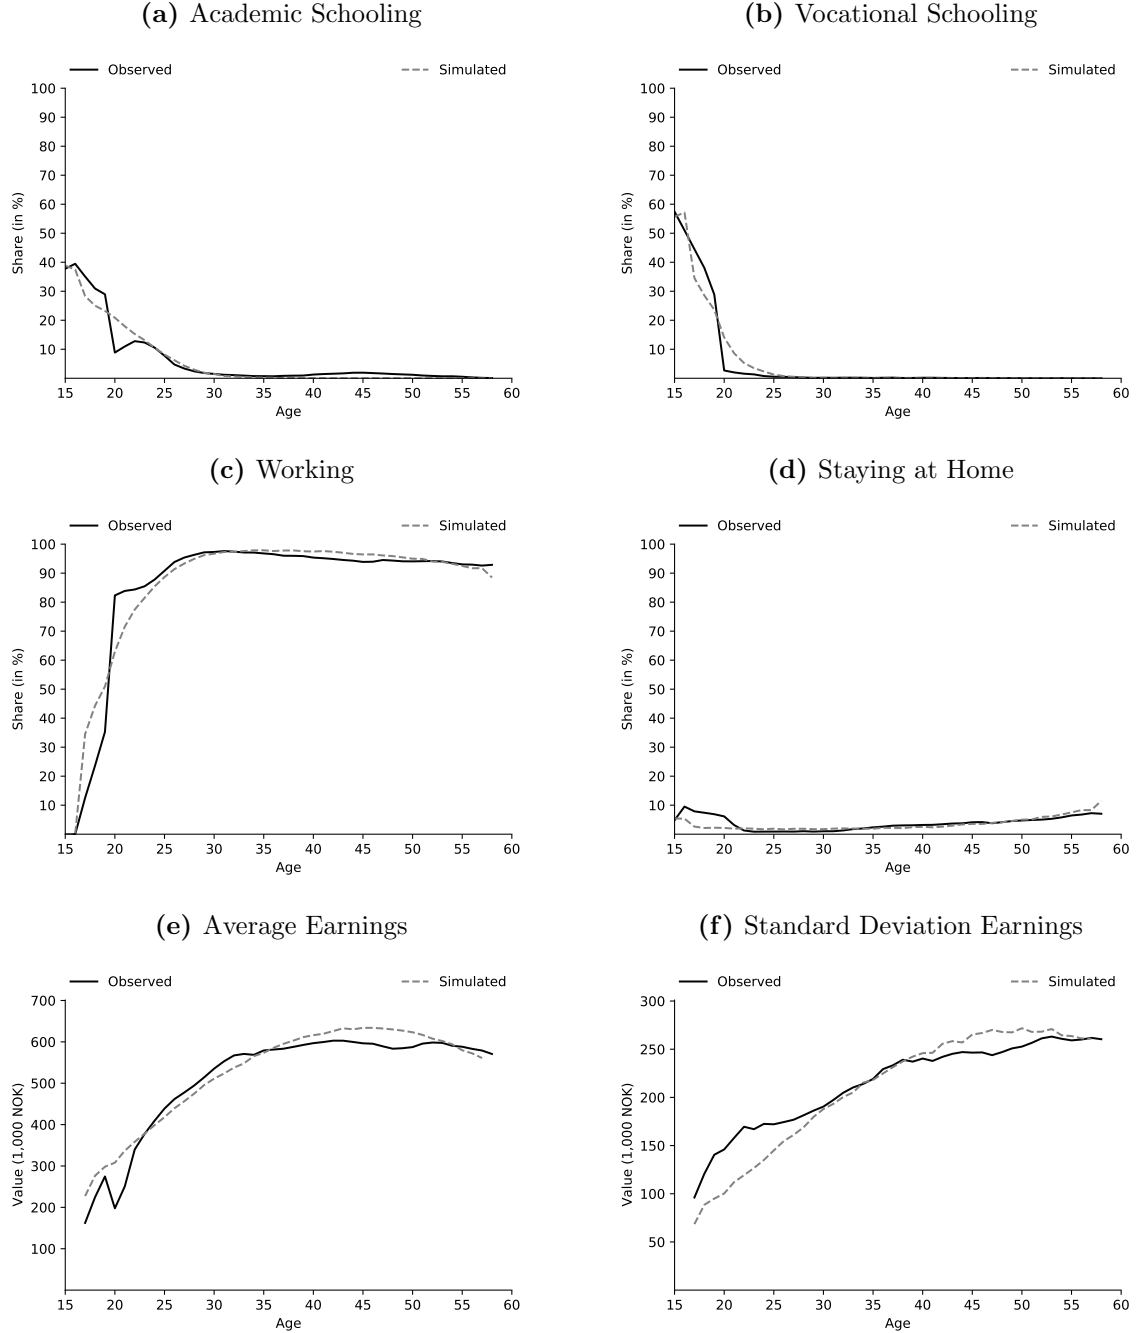 (a) Academic Schooling
Observed Simulated
100
90
80
70
60
50
40
30
20
10
Share (in %)
15 20 25 30 35 40 45 50 55 60
Age
(b) Vocational Schooling
Observed Simulated
100
90
80
70
60
50
40
30
20
10
Share (in %)
15 20 25 30 35 40 45 50 55 60
Age
(c) Working
Observed Simulated
100
90
80
70
60
50
40
30
20
10
Share (in %)
15 20 25 30 35 40 45 50 55 60
Age
(d) Staying at Home
Observed Simulated
100
90
80
70
60
50
40
30
20
10
Share (in %)
15 20 25 30 35 40 45 50 55 60
Age
(e) Average Earnings
Observed Simulated
700
600
500
400
300
200
100
Value (1,000 NOK)
15 20 25 30 35 40 45 50 55 60
Age
(f) Standard Deviation Earnings
Observed Simulated
300
250
200
150
100
50
Value (1,000 NOK)
15 20 25 30 35 40 45 50 55 60
Age